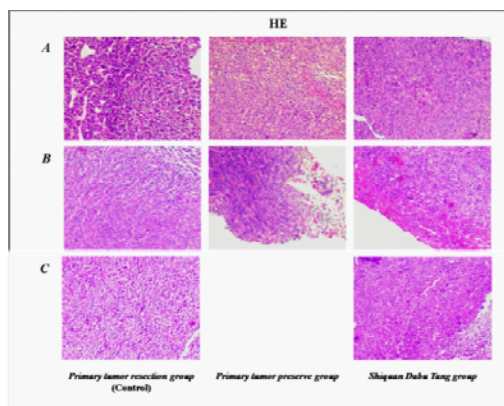 HE
A
B
C
Primary tumor resection group
(Control)
Primary tumor preserve group
Shiquan Dabu Tang group